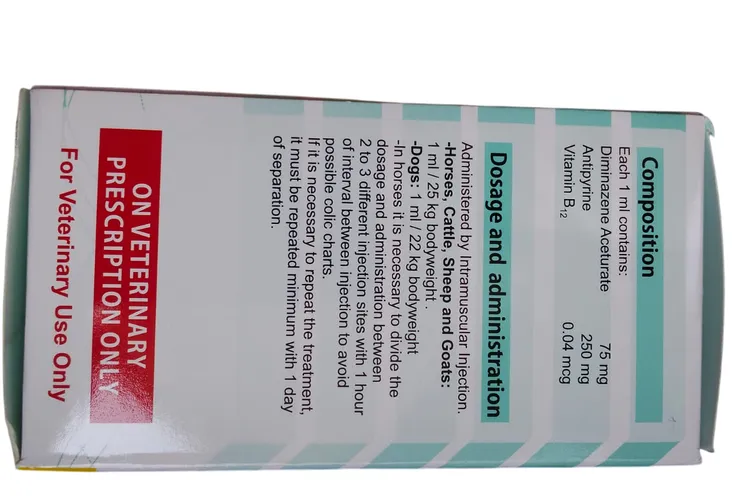 Composition
Each 1 ml contains:
Diminazene Aceturate 75 mg
Antipyrine 250 mg
Vitamin B12 0.04 mcg
Dosage and administration
Administered by Intramuscular Injection.
-Horses, Cattle, Sheep and Goats:
1 ml / 25 kg bodyweight .
-Dogs: 1 ml / 22 kg bodyweight
-In horses it is necessary to divide the
dosage and administration between
2 to 3 different injection sites with 1 hour
of interval between injection to avoid
possible colic charts.
If it is necessary to repeat the treatment,
it must be repeated minimum with 1 day
of separation.
ON VETERINARY
PRESCRIPTION ONLY
For Veterinary Use Only